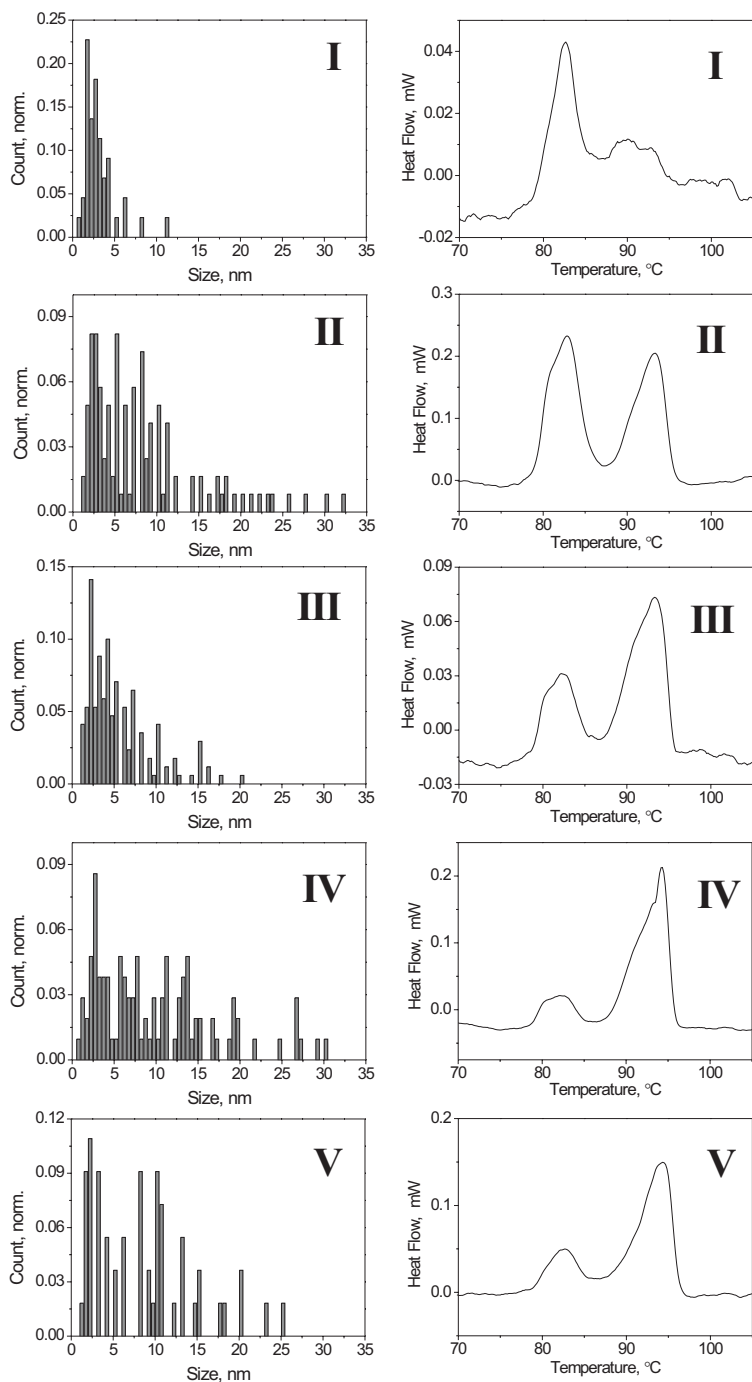 0.25
0.20
0.15
0.10
0.05
0.00
Count, norm.
I
0 5 10 15 20 25 30 35
Size, nm
0.04
0.02
0.00
-0.02
Heat Flow, mW
I
70 80 90 100
Temperature, °C
0.09
0.06
0.03
0.00
Count, norm.
II
0 5 10 15 20 25 30 35
Size, nm
0.3
0.2
0.1
0.0
Heat Flow, mW
II
70 80 90 100
Temperature, °C
0.15
0.10
0.05
0.00
Count, norm.
III
0 5 10 15 20 25 30 35
Size, nm
0.09
0.06
0.03
0.00
-0.03
Heat Flow, mW
III
70 80 90 100
Temperature, °C
0.09
0.06
0.03
0.00
Count, norm.
IV
0 5 10 15 20 25 30 35
Size, nm
0.2
0.1
0.0
Heat Flow, mW
IV
70 80 90 100
Temperature, °C
0.12
0.09
0.06
0.03
0.00
Count, norm.
V
0 5 10 15 20 25 30 35
Size, nm
0.2
0.1
0.0
Heat Flow, mW
V
70 80 90 100
Temperature, °C